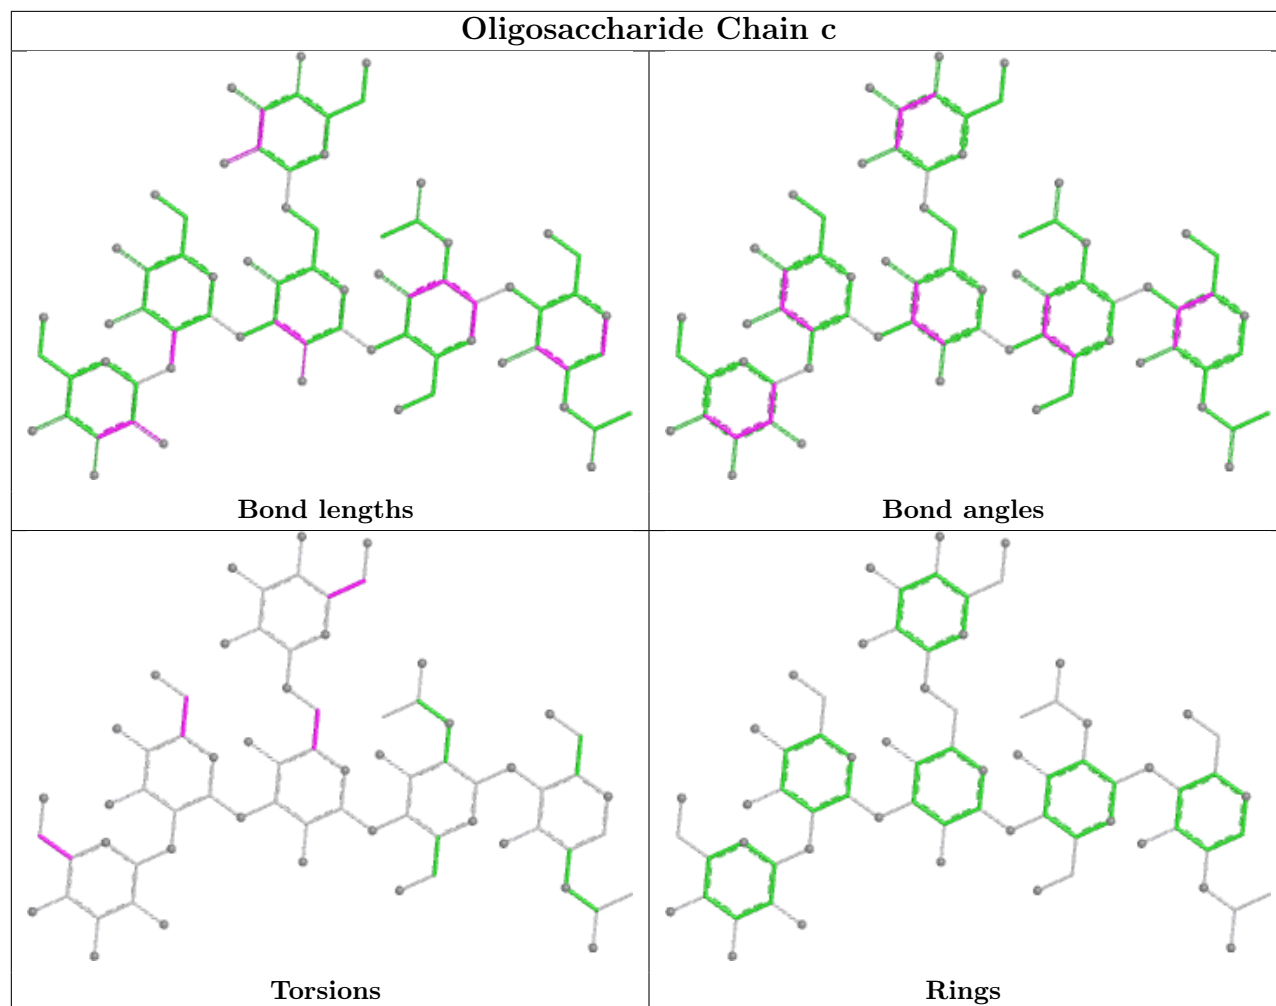 Oligosaccharide Chain c
Bond lengths
Bond angles
Torsions
Rings